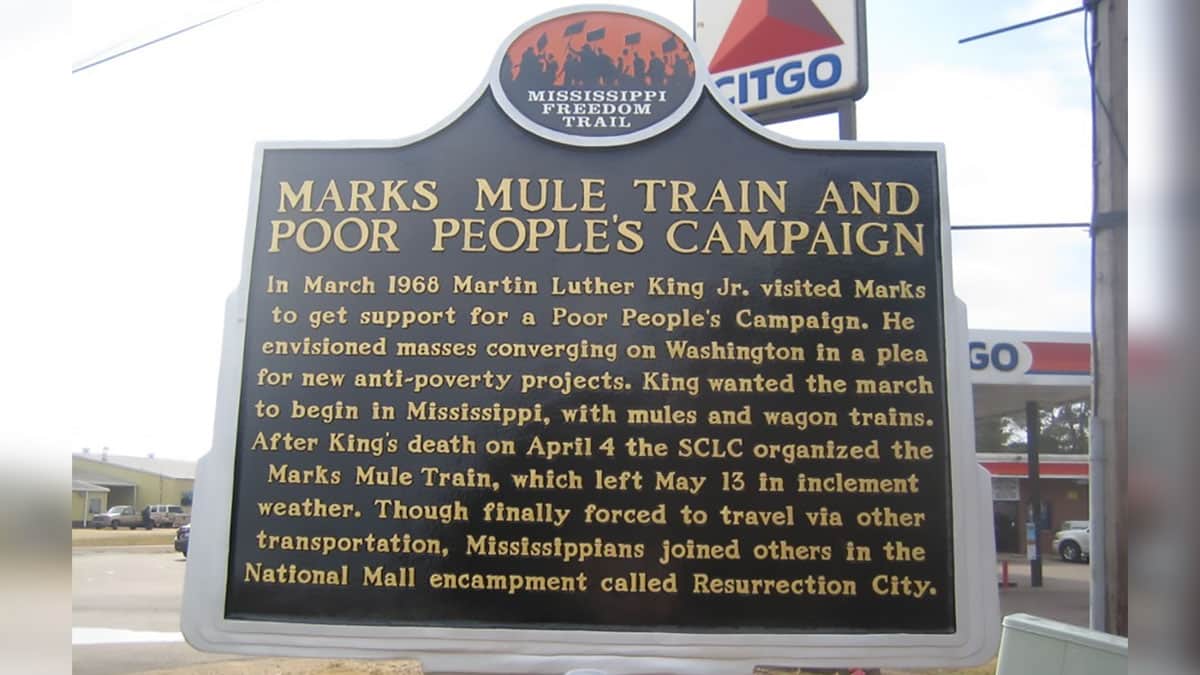 CITGO
MISSISSIPPI
FREEDOM
TRAIL
MARKS MULE TRAIN AND
POOR PEOPLE'S CAMPAIGN
In March 1968 Martin Luther King Jr. visited Marks
to get support for a Poor People's Campaign. He
envisioned masses converging on Washington in a plea
for new anti-poverty projects. King wanted the march
to begin in Mississippi, with mules and wagon trains.
After King's death on April 4 the SCLC organized the
Marks Mule Train, which left May 13 in inclement
weather. Though finally forced to travel via other
transportation, Mississippians joined others in the
National Mall encampment called Resurrection City.
GO